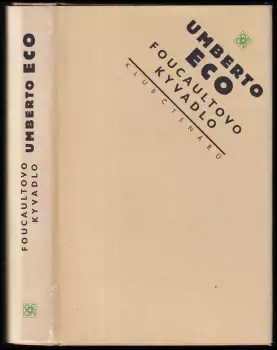 UMBERTO
ECO
FOUCAULTOVO
KYVADLO
KLUB ČTENÁŘŮ
FOUCAULTOVO
KYVADLO
UMBERTO ECO